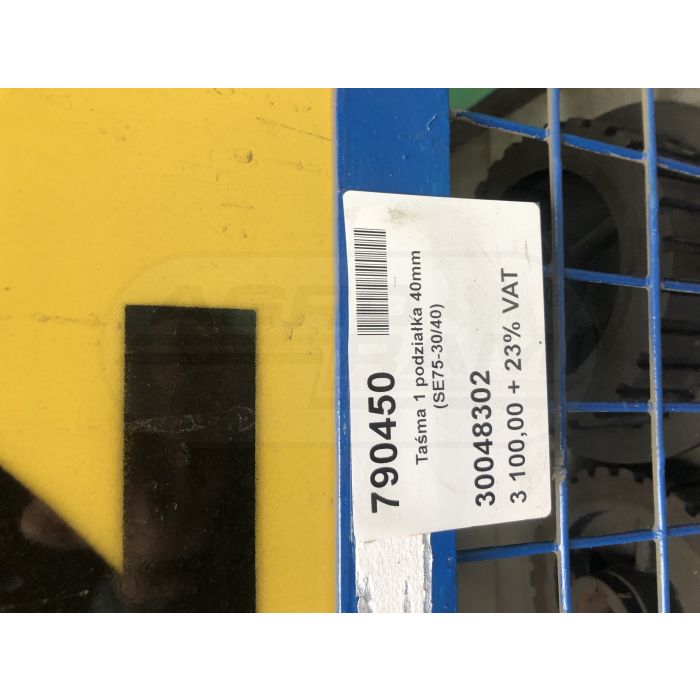 790450
Taśma 1 podziałka 40mm
(SE75-30/40)
30048302
3 100,00 + 23% VAT